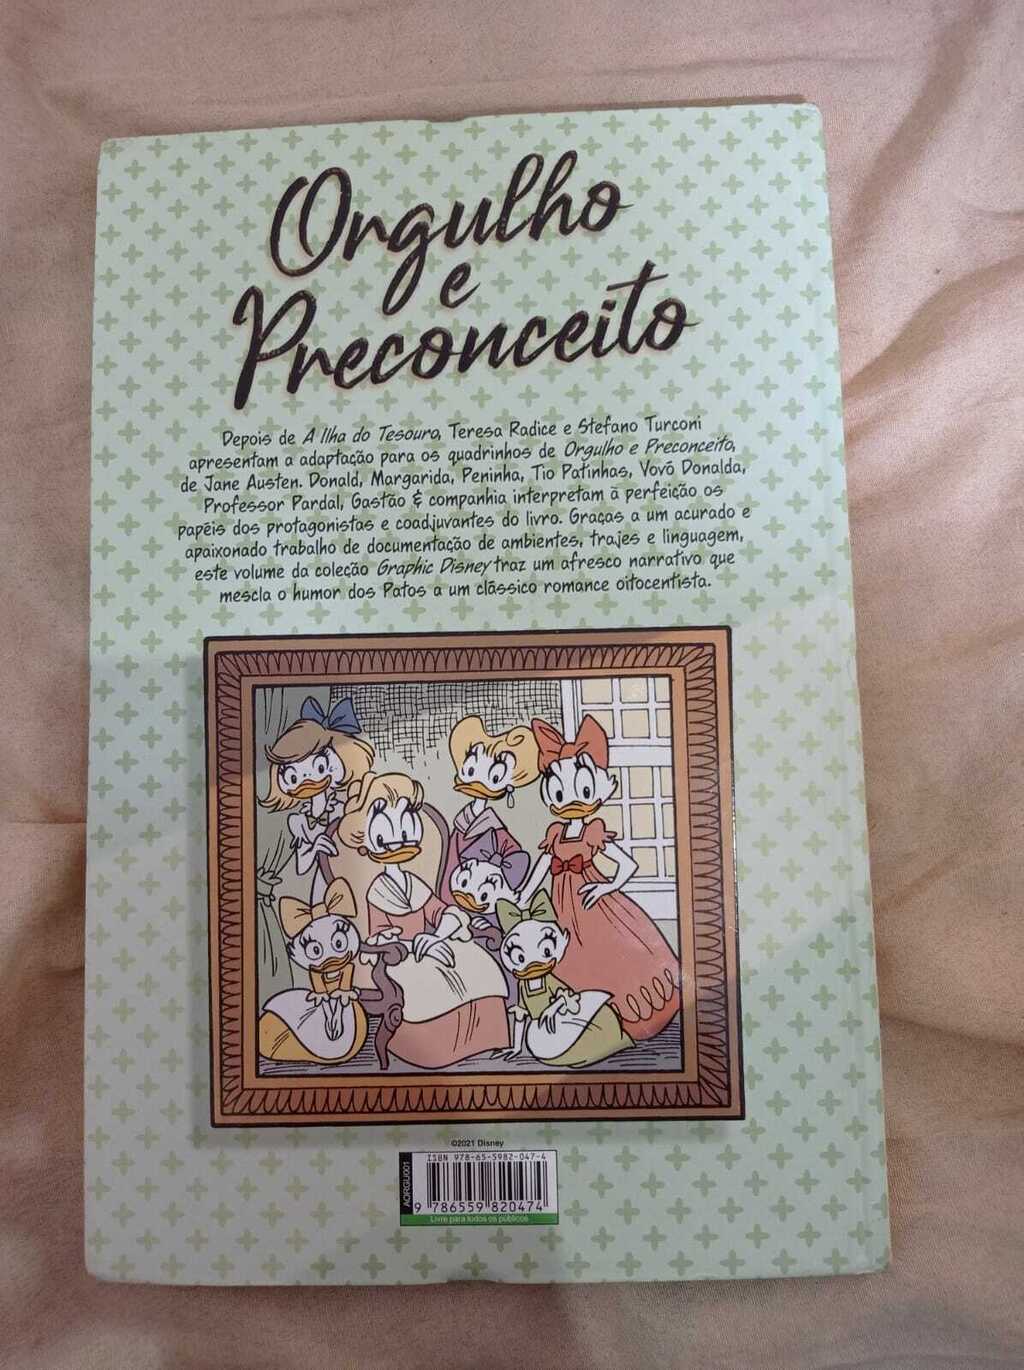 Orgulho
e
Preconceito
Depois de A Ilha do Tesouro, Teresa Radice e Stefano Turconi
apresentam a adaptação para os quadrinhos de Orgulho e Preconceito,
de Jane Austen. Donald, Margarida, Peninha, Tio Patinhas, Vovó Donalda,
Professor Pardal, Gastão & companhia interpretam à perfeição os
papéis dos protagonistas e coadjuvantes do livro. Graças a um acurado e
apaixonado trabalho de documentação de ambientes, trajes e linguagem,
este volume da coleção Graphic Disney traz um afresco narrativo que
mescla o humor dos Patos a um clássico romance oitocentista.
©2021 Disney
ISBN 978-65-5982-047-4
AORGU001
9 786559 820474
Livre para todos os públicos